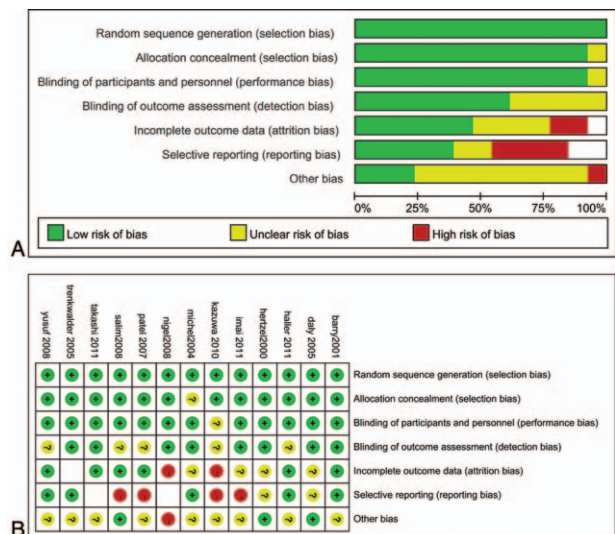 Random sequence generation (selection bias)
Allocation concealment (selection bias)
Blinding of participants and personnel (performance bias)
Blinding of outcome assessment (detection bias)
Incomplete outcome data (attrition bias)
Selective reporting (reporting bias)
Other bias
0% 25% 50% 75% 100%
Low risk of bias Unclear risk of bias High risk of bias
A
yusuf 2008
trenkwalder 2005
takashi 2011
salim2008
patel 2007
nigel2008
michel2004
kazuwa 2010
imai 2011
hertzel2000
haller 2011
daly 2005
barry2001
+ + + + + + + + + + + + + Random sequence generation (selection bias)
+ + + + + + ? + + + + + + Allocation concealment (selection bias)
+ + + + + + + ? + + + + + Blinding of participants and personnel (performance bias)
? + + ? ? + + ? + + ? + + Blinding of outcome assessment (detection bias)
+ + + + ? ? ? + ? + Incomplete outcome data (attrition bias)
+ + + ? + + + Selective reporting (reporting bias)
? ? ? + ? ? ? ? + ? + ? Other bias
B